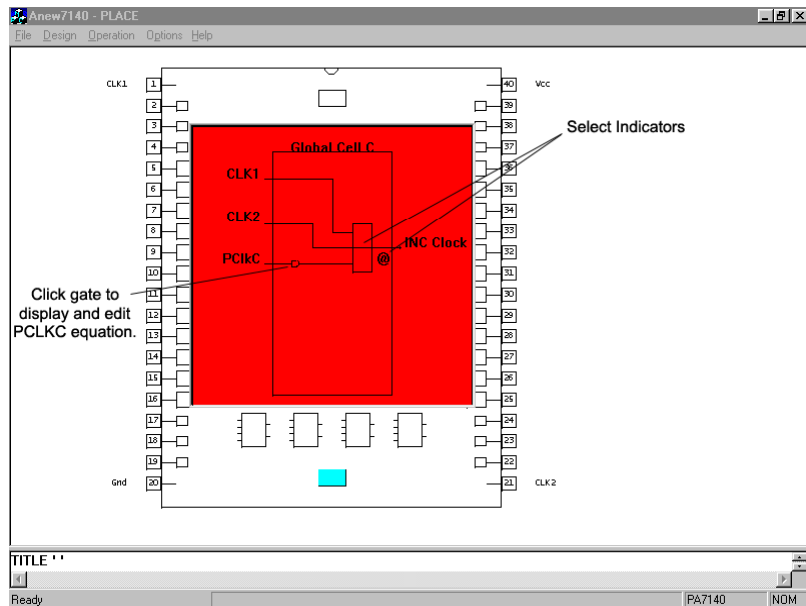 Anew7140 - PLACE
File Design Operation Options Help
CLK1 1
2
3
4
5
6
7
8
9
10
11
12
13
14
15
16
17
18
19
Gnd 20
40 Vcc
39
38
37
36
35
34
33
32
31
30
29
28
27
26
25
24
23
22
21 CLK2
Global Cell C
CLK1
CLK2
PClkC
INC Clock
@
Select Indicators
Click gate to
display and edit
PCLKC equation.
TITLE ' '
Ready PA7140 NOM